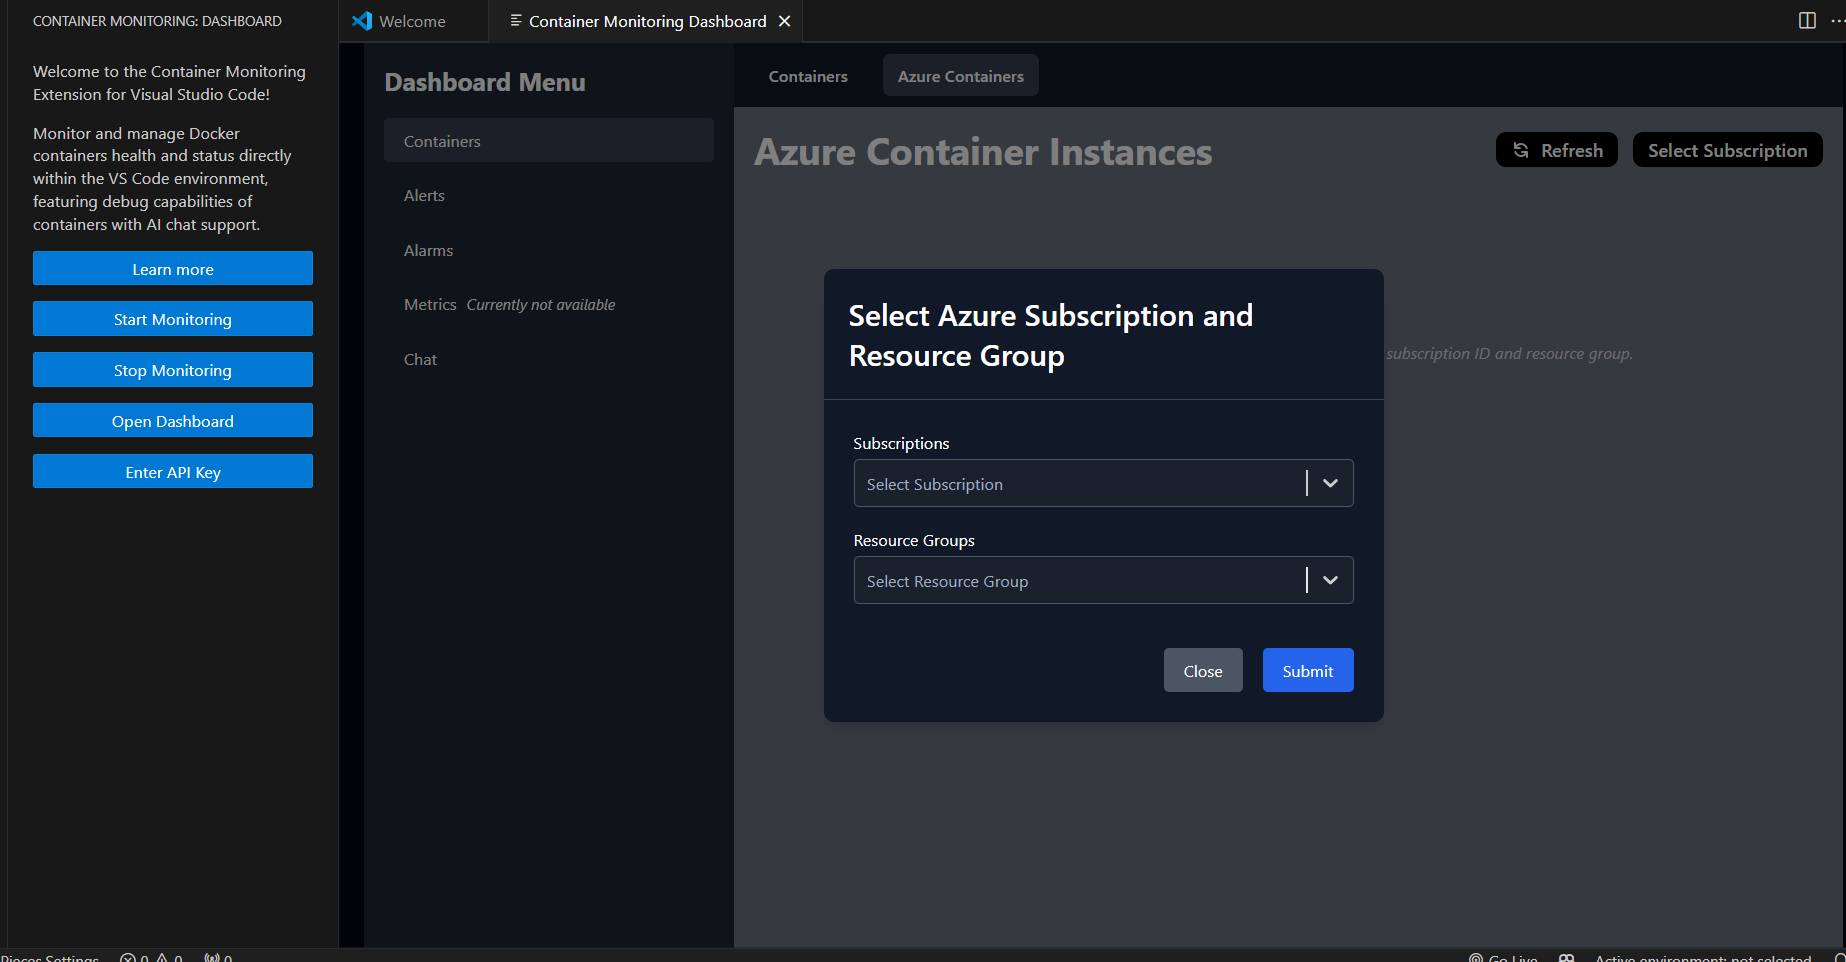 CONTAINER MONITORING: DASHBOARD
Welcome to the Container Monitoring
Extension for Visual Studio Code!
Monitor and manage Docker
containers health and status directly
within the VS Code environment,
featuring debug capabilities of
containers with AI chat support.
Learn more
Start Monitoring
Stop Monitoring
Open Dashboard
Enter API Key
Welcome
Container Monitoring Dashboard
Dashboard Menu
Containers
Alerts
Alarms
Metrics Currently not available
Chat
Containers
Azure Containers
Azure Container Instances
Refresh
Select Subscription
subscription ID and resource group.
Select Azure Subscription and
Resource Group
Subscriptions
Select Subscription
Resource Groups
Select Resource Group
Close
Submit
Pieces Settings
0
0
0
Go Live
Active environment: not selected